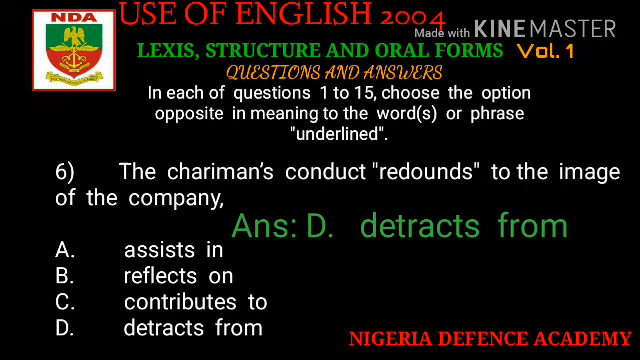 NDA
USE OF ENGLISH 2004
Made with KINEMASTER
LEXIS, STRUCTURE AND ORAL FORMS Vol. 1
QUESTIONS AND ANSWERS
In each of questions 1 to 15, choose the option
opposite in meaning to the word(s) or phrase
"underlined".
6) The chariman's conduct "redounds" to the image
of the company,
Ans: D. detracts from
A. assists in
B. reflects on
C. contributes to
D. detracts from
NIGERIA DEFENCE ACADEMY